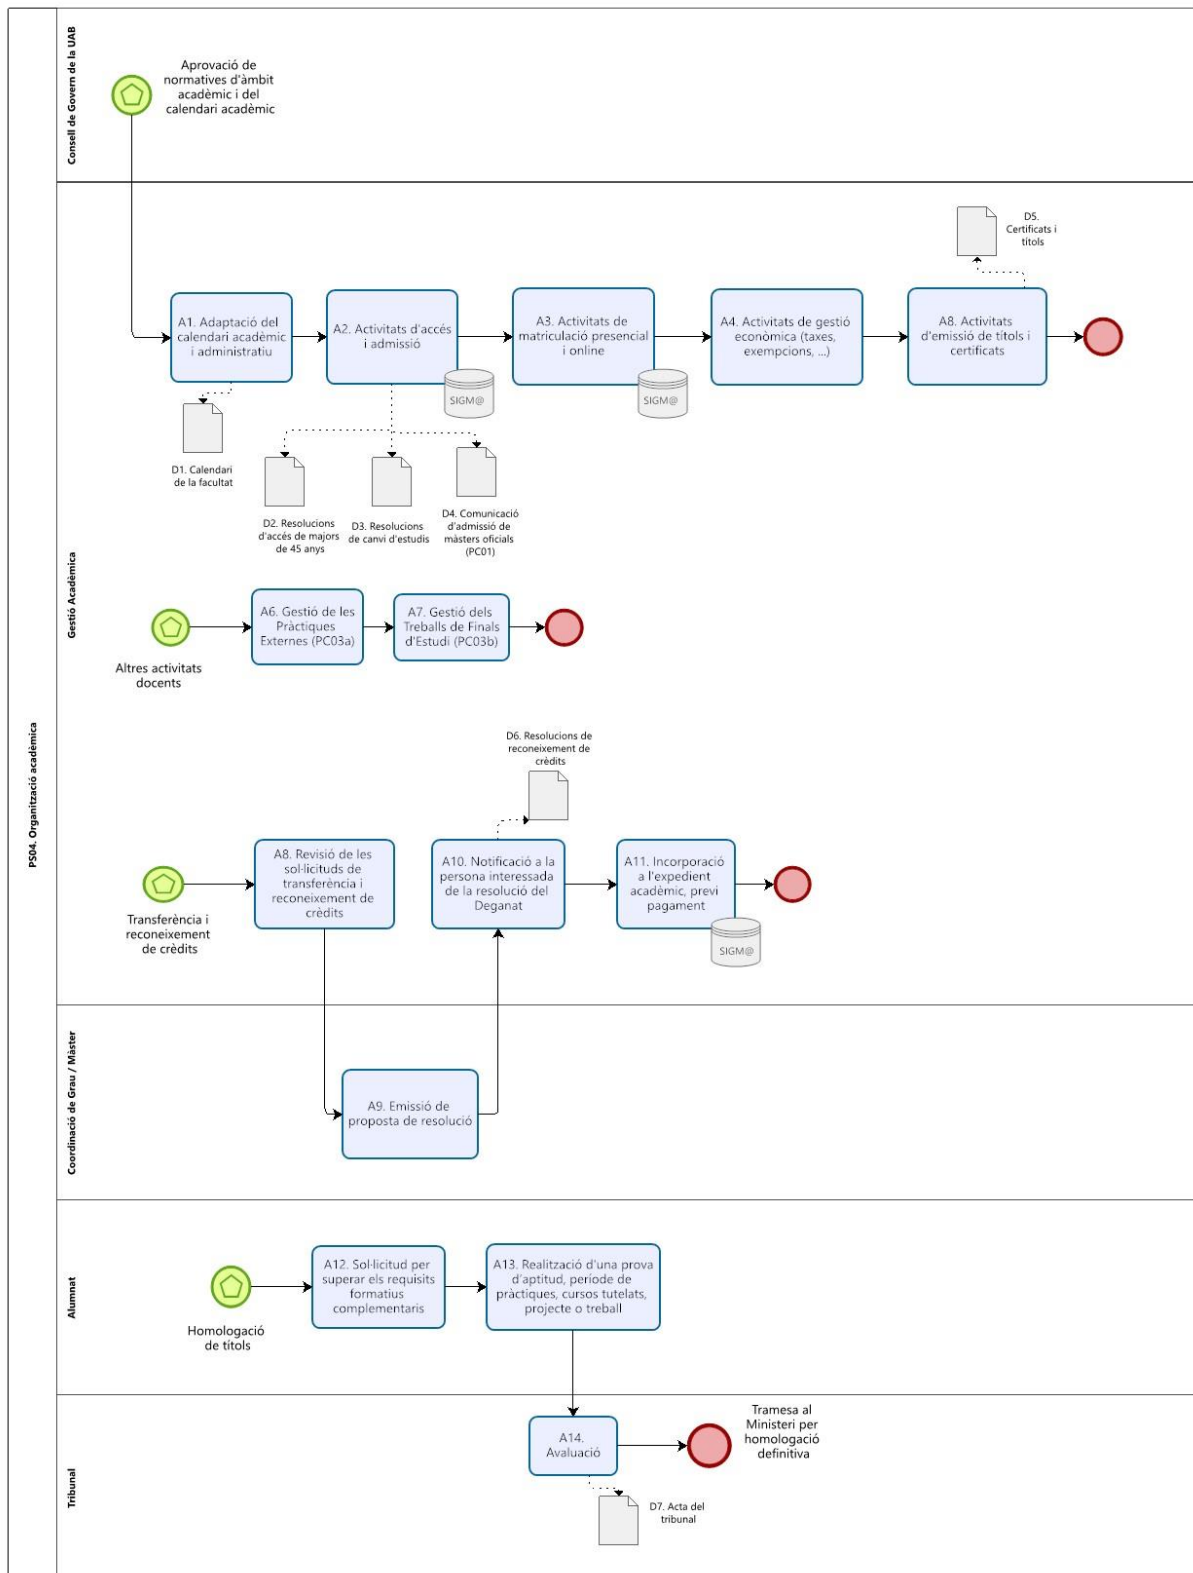 PS04. Organització acadèmica
Consell de Govern de la UAB
Aprovació de
normatives d'àmbit
acadèmic i del
calendari acadèmic
Gestió Acadèmica
D5.
Certificats i
títols
A1. Adaptació del
calendari acadèmic
i administratiu
A2. Activitats d'accés
i admissió
SIGM@
A3. Activitats de
matriculació presencial
i online
SIGM@
A4. Activitats de gestió
econòmica (taxes,
exempcions, ...)
A8. Activitats
d'emissió de títols i
certificats
D1. Calendari
de la facultat
D2. Resolucions
d'accés de majors
de 45 anys
D3. Resolucions
de canvi d'estudis
D4. Comunicació
d'admissió de
màsters oficials
(PC01)
Altres activitats
docents
A6. Gestió de les
Pràctiques
Externes (PC03a)
A7. Gestió dels
Treballs de Finals
d'Estudi (PC03b)
D6. Resolucions de
reconeixement de
crèdits
Transferència i
reconeixement
de crèdits
A8. Revisió de les
sol·licituds de
transferència i
reconeixement de
crèdits
A10. Notificació a la
persona interessada
de la resolució del
Deganat
A11. Incorporació
a l'expedient
acadèmic, previ
pagament
SIGM@
Coordinació de Grau / Màster
A9. Emissió de
proposta de resolució
Alumnat
Homologació
de títols
A12. Sol·licitud per
superar els requisits
formatius
complementaris
A13. Realització d'una prova
d'aptitud, període de
pràctiques, cursos tutelats,
projecte o treball
Tribunal
A14.
Avaluació
Tramesa al
Ministeri per
homologació
definitiva
D7. Acta del
tribunal